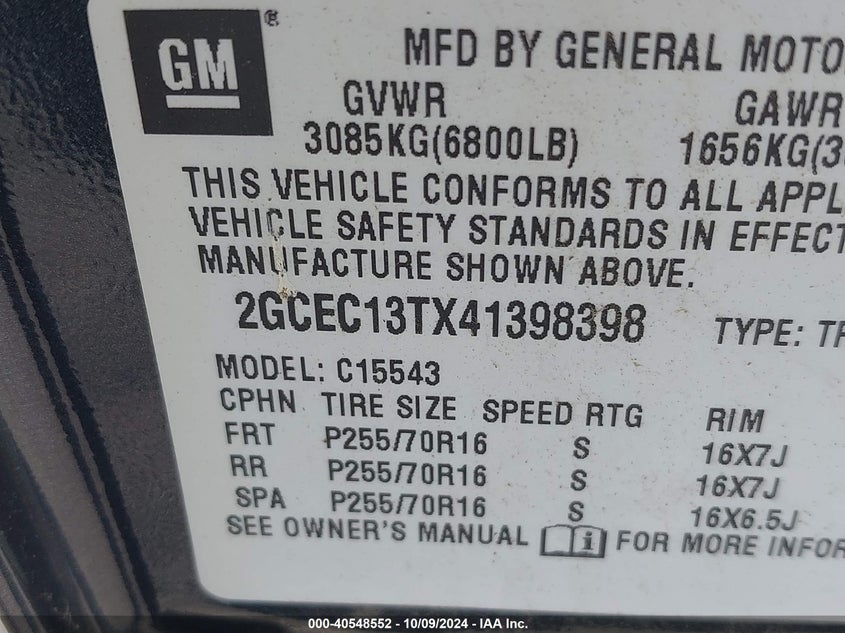 GM®
MFD BY GENERAL MOTO
GVWR GAWR
3085KG(6800LB) 1656KG(3
THIS VEHICLE CONFORMS TO ALL APPL
VEHICLE SAFETY STANDARDS IN EFFECT
MANUFACTURE SHOWN ABOVE.
2GCEC13TX41398398 TYPE: TR
MODEL: C15543
CPHN TIRE SIZE SPEED RTG RIM
FRT P255/70R16 S 16X7J
RR P255/70R16 S 16X7J
SPA P255/70R16 S 16X6.5J
SEE OWNER'S MANUAL FOR MORE INFOR
000-40548552 - 10/09/2024 - IAA Inc.